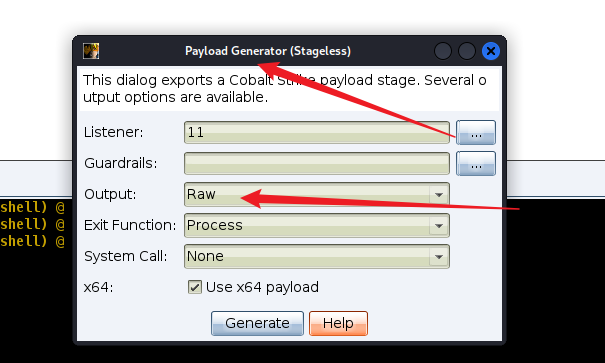 Payload Generator (Stageless)
This dialog exports a Cobalt Strike payload stage. Several o
utput options are available.
Listener: 11 ...
Guardrails: ...
Output: Raw
Exit Function: Process
System Call: None
x64: Use x64 payload
Generate Help
shell) @
shell) @
shell) @